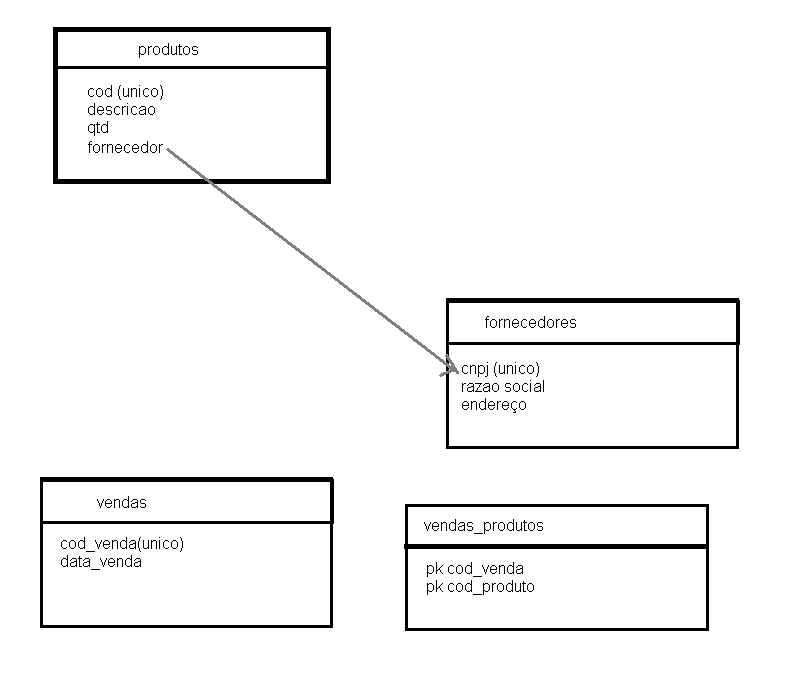 produtos
cod (unico)
descricao
qtd
fornecedor
fornecedores
cnpj (unico)
razao social
endereço
vendas
cod_venda(unico)
data_venda
vendas_produtos
pk cod_venda
pk cod_produto